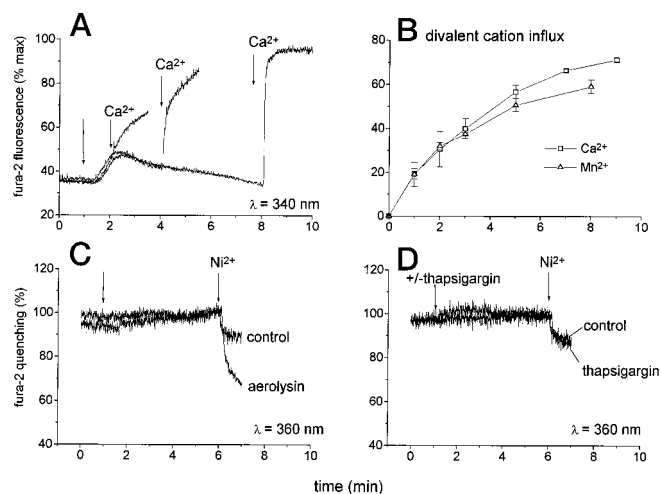 A
fura-2 fluorescence (% max)
100
80
60
40
20
Ca²⁺
Ca²⁺
Ca²⁺
λ = 340 nm
0 2 4 6 8 10
B
divalent cation influx
80
60
40
20
0
Ca²⁺
Mn²⁺
0 2 4 6 8 10
C
fura-2 quenching (%)
120
100
80
60
40
Ni²⁺
control
aerolysin
λ = 360 nm
0 2 4 6 8 10
D
120
100
80
60
40
+/-thapsigargin
Ni²⁺
control
thapsigargin
λ = 360 nm
0 2 4 6 8 10
time (min)